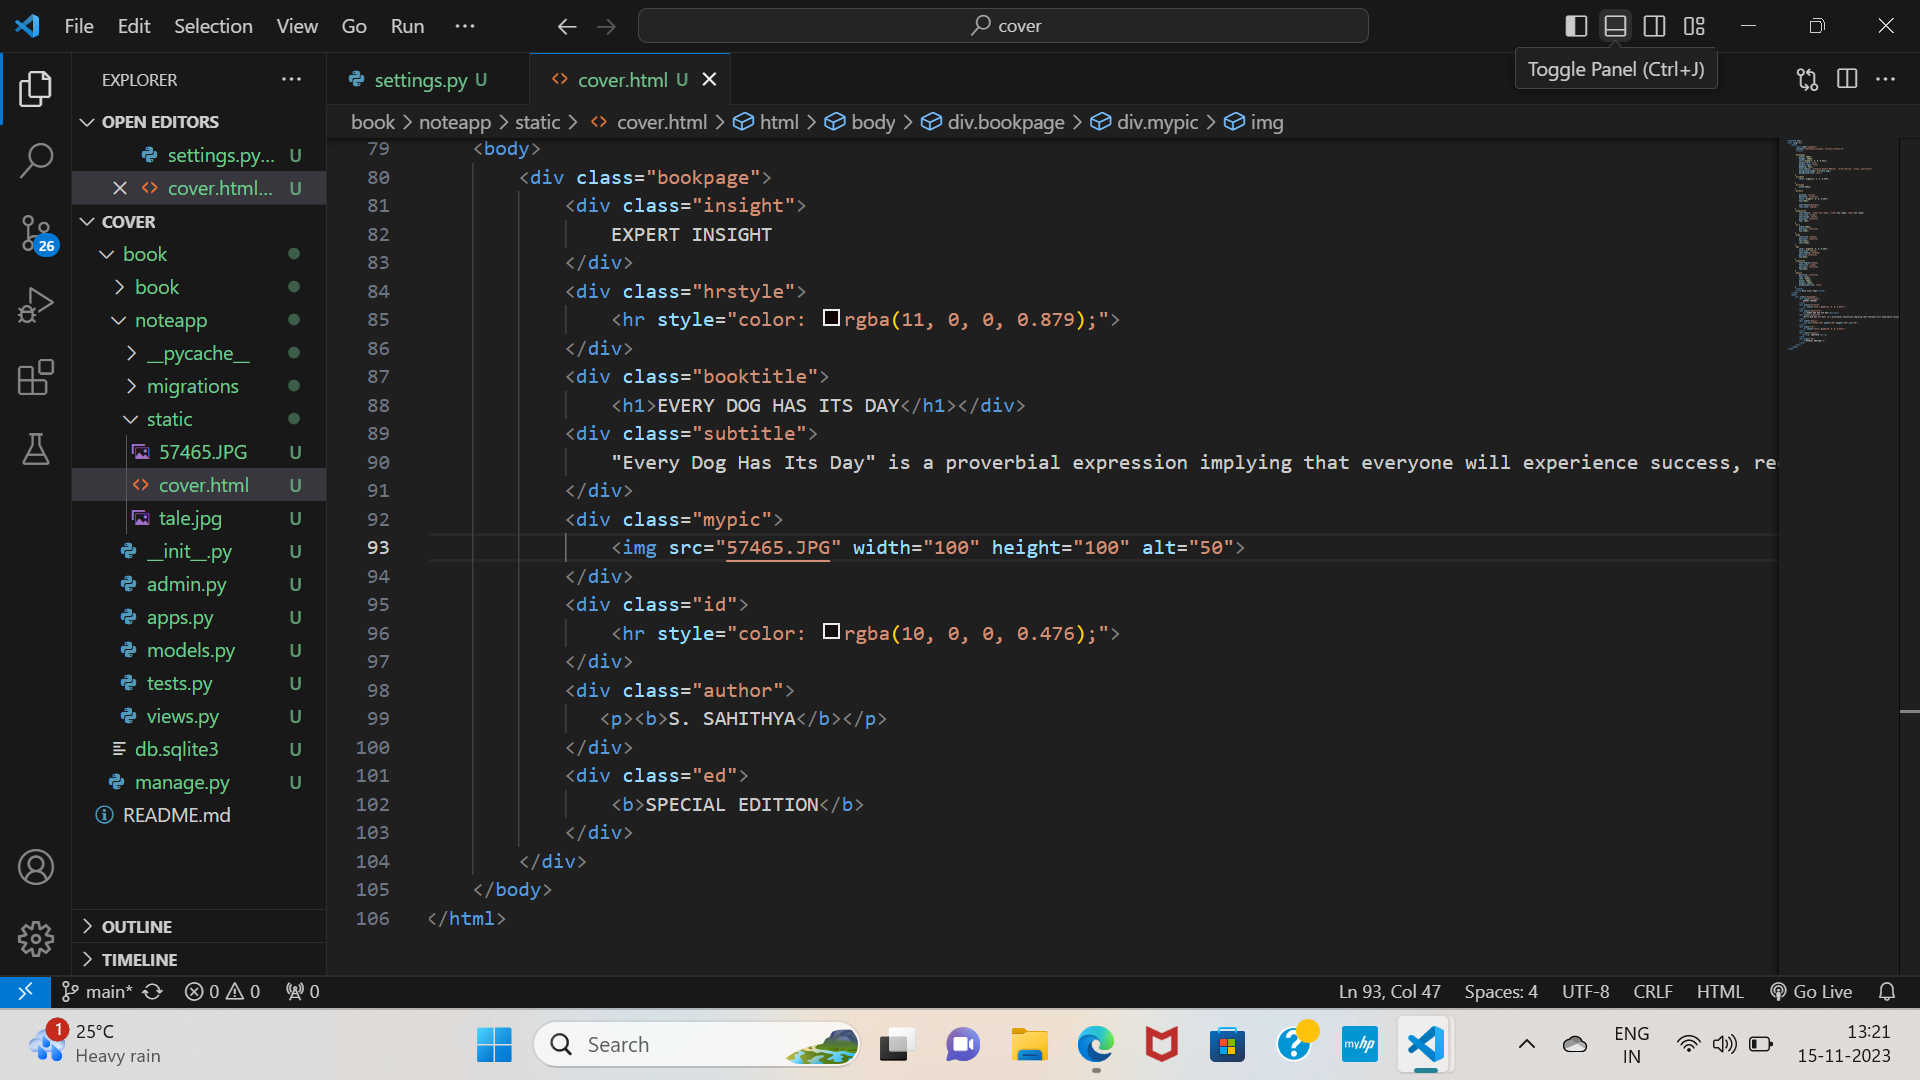 File Edit Selection View Go Run ···
cover
Toggle Panel (Ctrl+J)
EXPLORER
settings.py U
cover.html U
OPEN EDITORS
settings.py... U
cover.html... U
book > noteapp > static > cover.html > html > body > div.bookpage > div.mypic > img
COVER
book
book
noteapp
__pycache__
migrations
static
57465.JPG U
cover.html U
tale.jpg U
__init__.py U
admin.py U
apps.py U
models.py U
tests.py U
views.py U
db.sqlite3 U
manage.py U
README.md
OUTLINE
TIMELINE
26
79 <body>
80 <div class="bookpage">
81 <div class="insight">
82 EXPERT INSIGHT
83 </div>
84 <div class="hrstyle">
85 <hr style="color: rgba(11, 0, 0, 0.879);">
86 </div>
87 <div class="booktitle">
88 <h1>EVERY DOG HAS ITS DAY</h1></div>
89 <div class="subtitle">
90 "Every Dog Has Its Day" is a proverbial expression implying that everyone will experience success,
91 </div>
92 <div class="mypic">
93 <img src="57465.JPG" width="100" height="100" alt="50">
94 </div>
95 <div class="id">
96 <hr style="color: rgba(10, 0, 0, 0.476);">
97 </div>
98 <div class="author">
99 <p><b>S. SAHITHYA</b></p>
100 </div>
101 <div class="ed">
102 <b>SPECIAL EDITION</b>
103 </div>
104 </div>
105 </body>
106 </html>
main* 0 0 0
Ln 93, Col 47 Spaces: 4 UTF-8 CRLF HTML Go Live
1
25°C
Heavy rain
Search
myhp
ENG
IN
13:21
15-11-2023